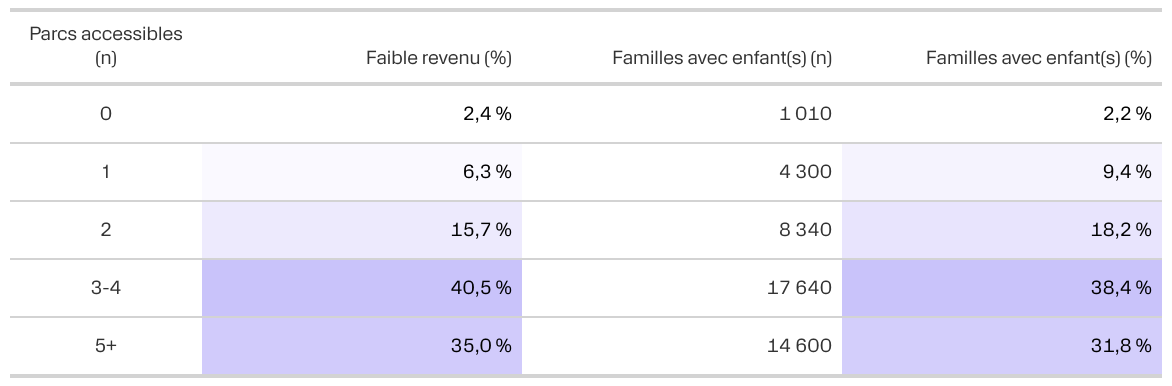 Parcs accessibles
(n) Faible revenu (%) Familles avec enfant(s) (n) Familles avec enfant(s) (%)
0 2,4 % 1 010 2,2 %
1 6,3 % 4 300 9,4 %
2 15,7 % 8 340 18,2 %
3-4 40,5 % 17 640 38,4 %
5+ 35,0 % 14 600 31,8 %